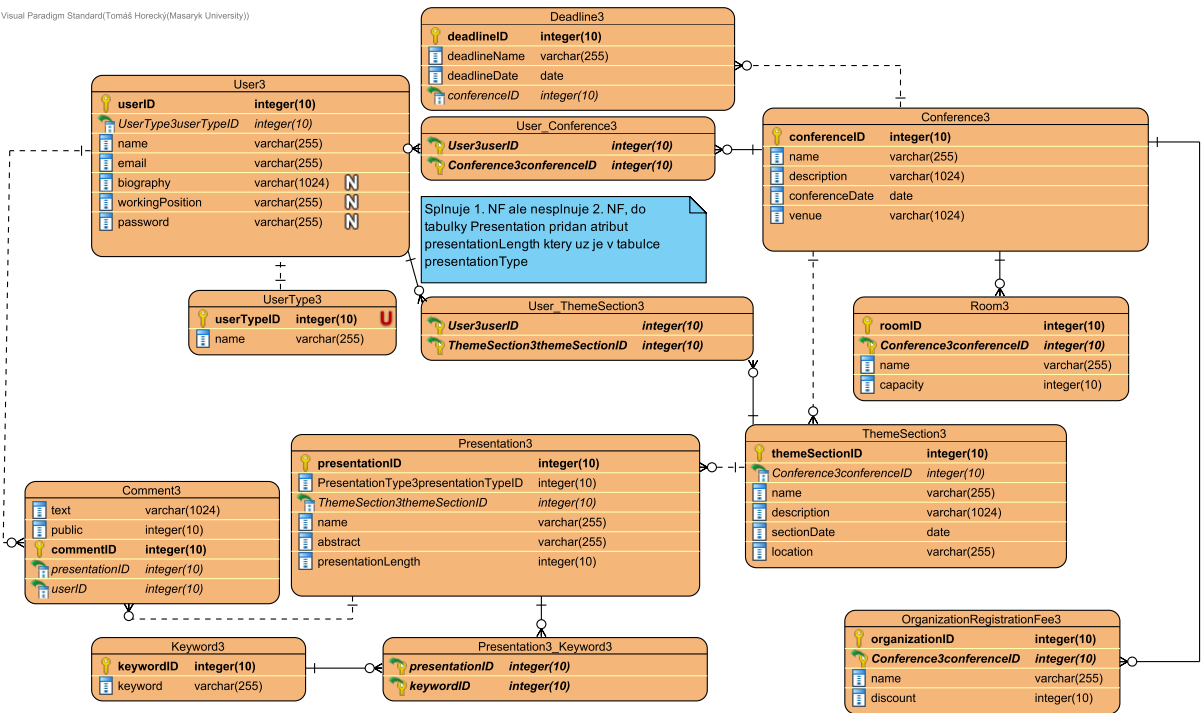 Visual Paradigm Standard(Tomáš Horecký(Masaryk University))
Deadline3
deadlineID integer(10)
deadlineName varchar(255)
deadlineDate date
conferenceID integer(10)
User3
userID integer(10)
UserType3userTypeID integer(10)
name varchar(255)
email varchar(255)
biography varchar(1024) N
workingPosition varchar(255) N
password varchar(255) N
User_Conference3
User3userID integer(10)
Conference3conferenceID integer(10)
Conference3
conferenceID integer(10)
name varchar(255)
description varchar(1024)
conferenceDate date
venue varchar(1024)
Splnuje 1. NF ale nesplnuje 2. NF, do
tabulky Presentation pridan atribut
presentationLength ktery uz je v tabulce
presentationType
UserType3
userTypeID integer(10) U
name varchar(255)
User_ThemeSection3
User3userID integer(10)
ThemeSection3themeSectionID integer(10)
Room3
roomID integer(10)
Conference3conferenceID integer(10)
name varchar(255)
capacity integer(10)
ThemeSection3
themeSectionID integer(10)
Conference3conferenceID integer(10)
name varchar(255)
description varchar(1024)
sectionDate date
location varchar(255)
Presentation3
presentationID integer(10)
PresentationType3presentationTypeID integer(10)
ThemeSection3themeSectionID integer(10)
name varchar(255)
abstract varchar(255)
presentationLength integer(10)
Comment3
text varchar(1024)
public integer(10)
commentID integer(10)
presentationID integer(10)
userID integer(10)
Keyword3
keywordID integer(10)
keyword varchar(255)
Presentation3_Keyword3
presentationID integer(10)
keywordID integer(10)
OrganizationRegistrationFee3
organizationID integer(10)
Conference3conferenceID integer(10)
name varchar(255)
discount integer(10)